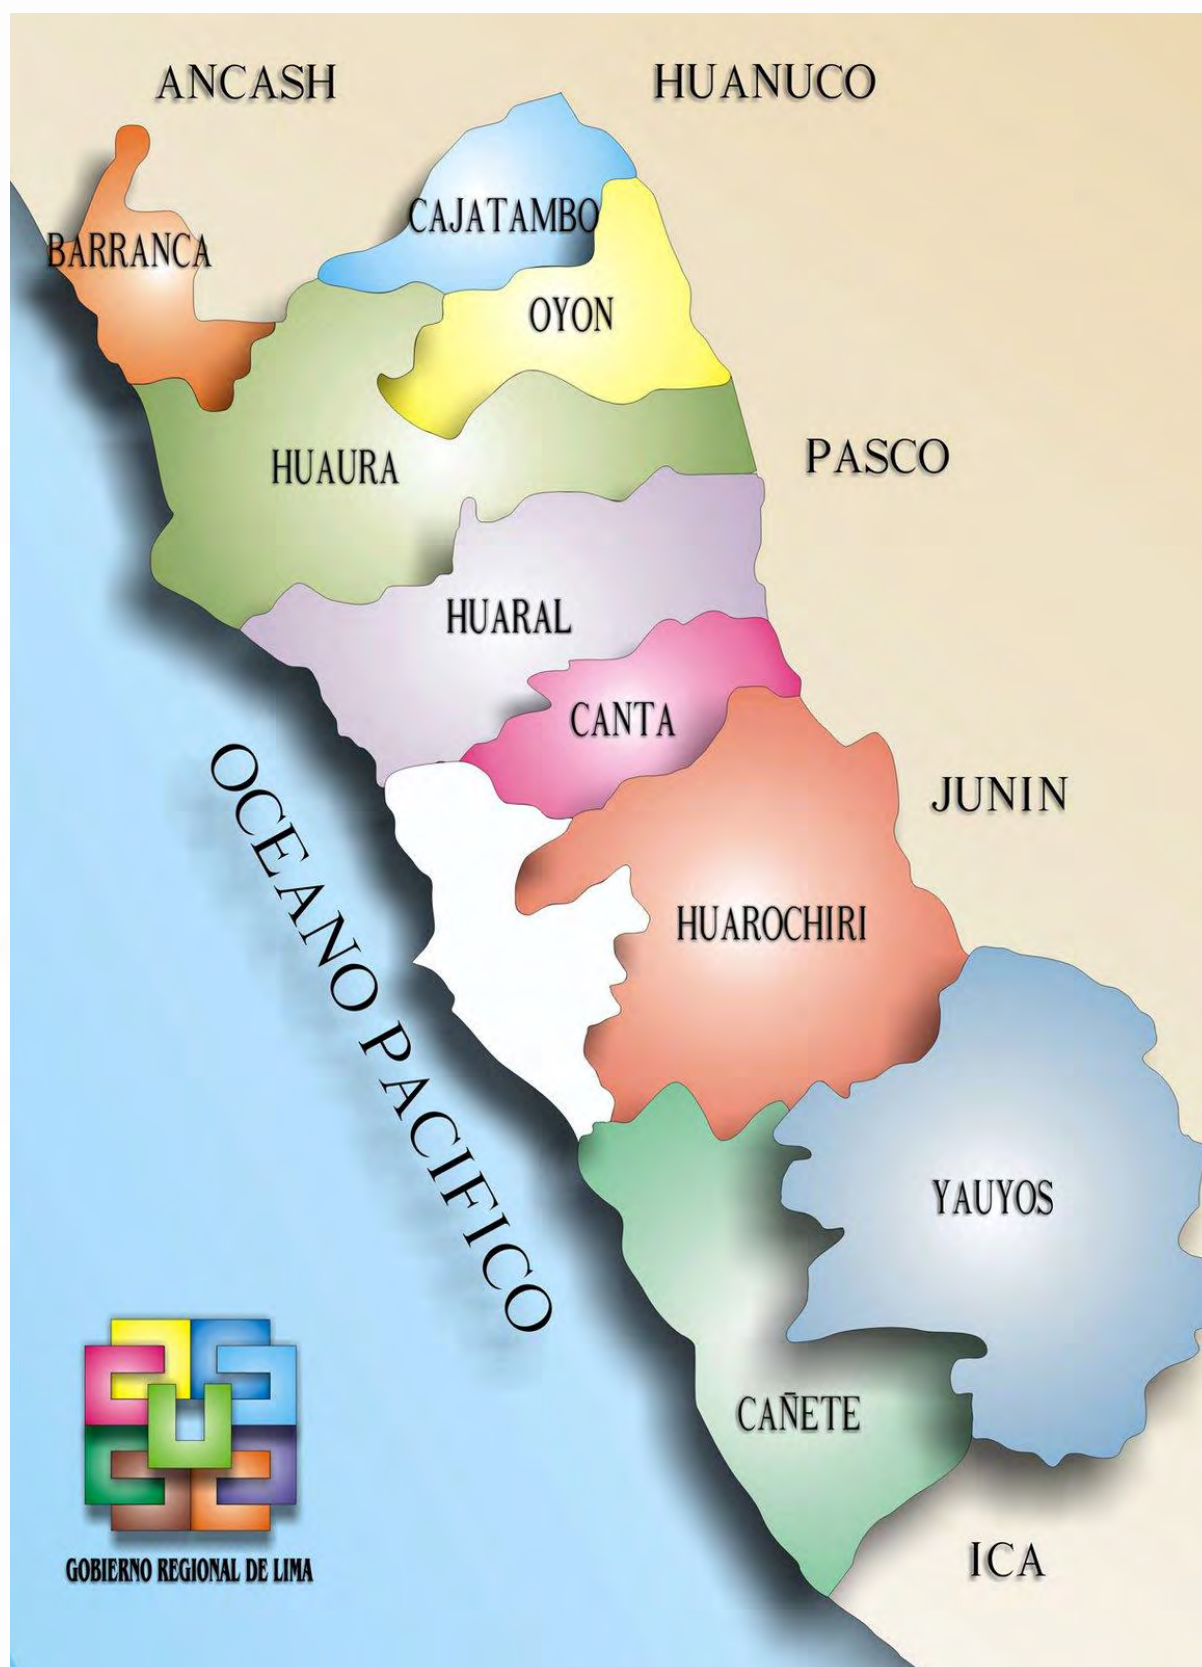 ANCASH
HUANUCO
CAJATAMBO
BARRANCA
OYON
HUAURA
PASCO
HUARAL
CANTA
JUNIN
HUAROCHIRI
OCEANO PACIFICO
YAUYOS
CAÑETE
ICA
GOBIERNO REGIONAL DE LIMA